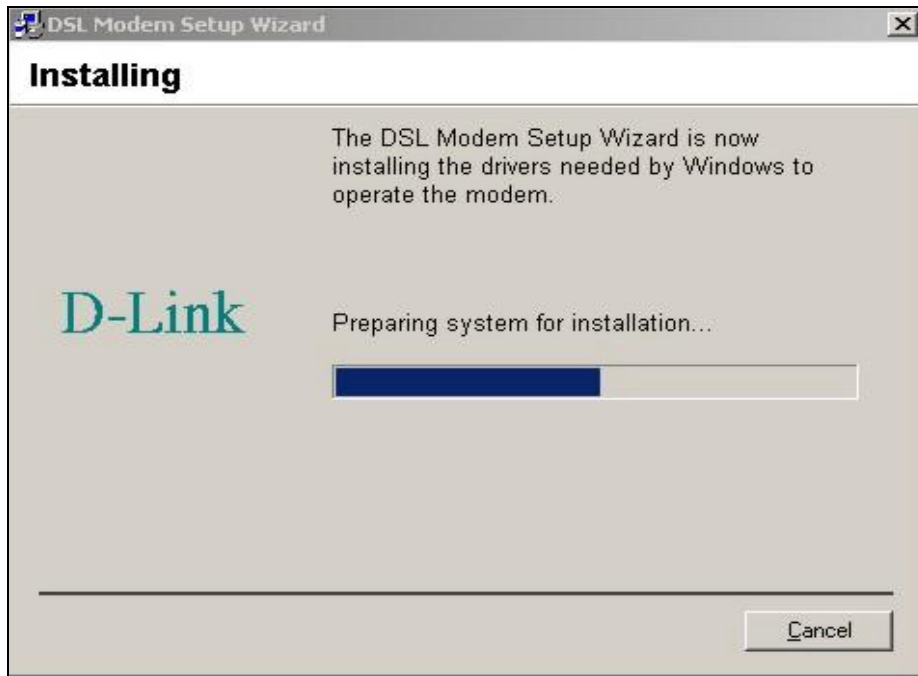 DSL Modem Setup Wizard
Installing
The DSL Modem Setup Wizard is now
installing the drivers needed by Windows to
operate the modem.
D-Link
Preparing system for installation...
Cancel